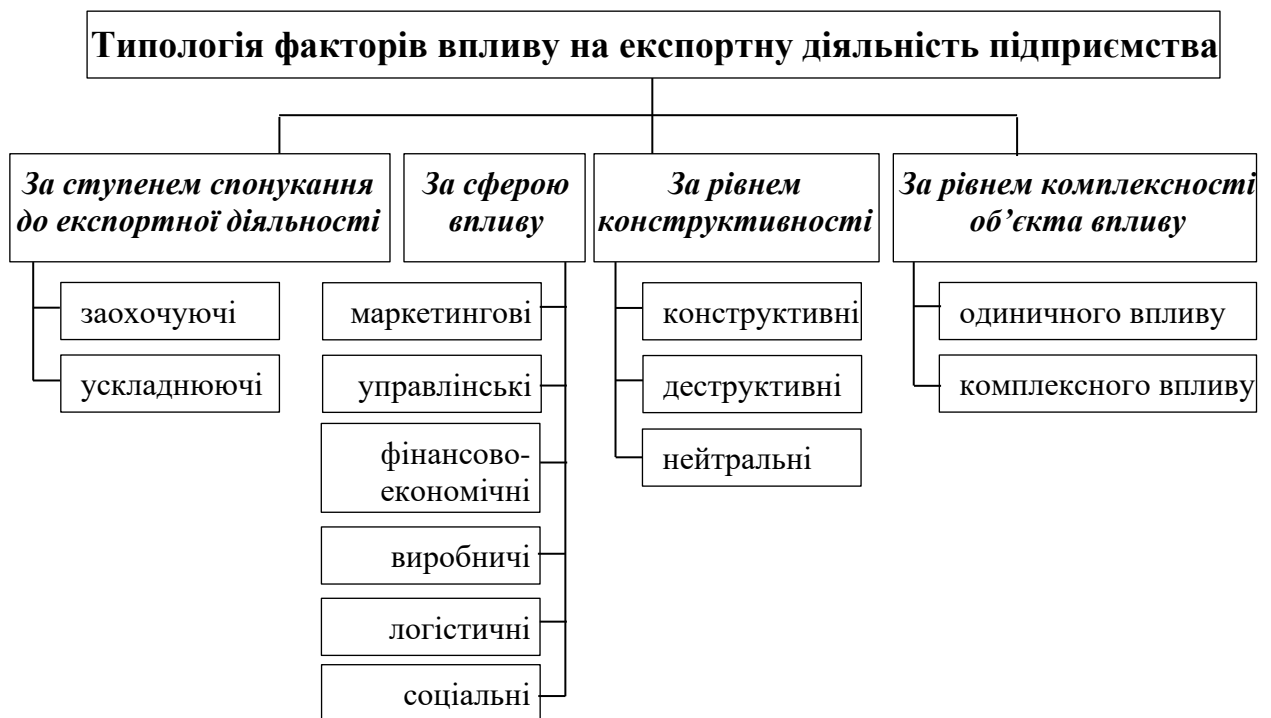 Типологія факторів впливу на експортну діяльність підприємства
За ступенем спонукання
до експортної діяльності
заохочуючі
ускладнюючі
За сферою
впливу
маркетингові
управлінські
фінансово-
економічні
виробничі
логістичні
соціальні
За рівнем
конструктивності
конструктивні
деструктивні
нейтральні
За рівнем комплексності
об’єкта впливу
одиничного впливу
комплексного впливу